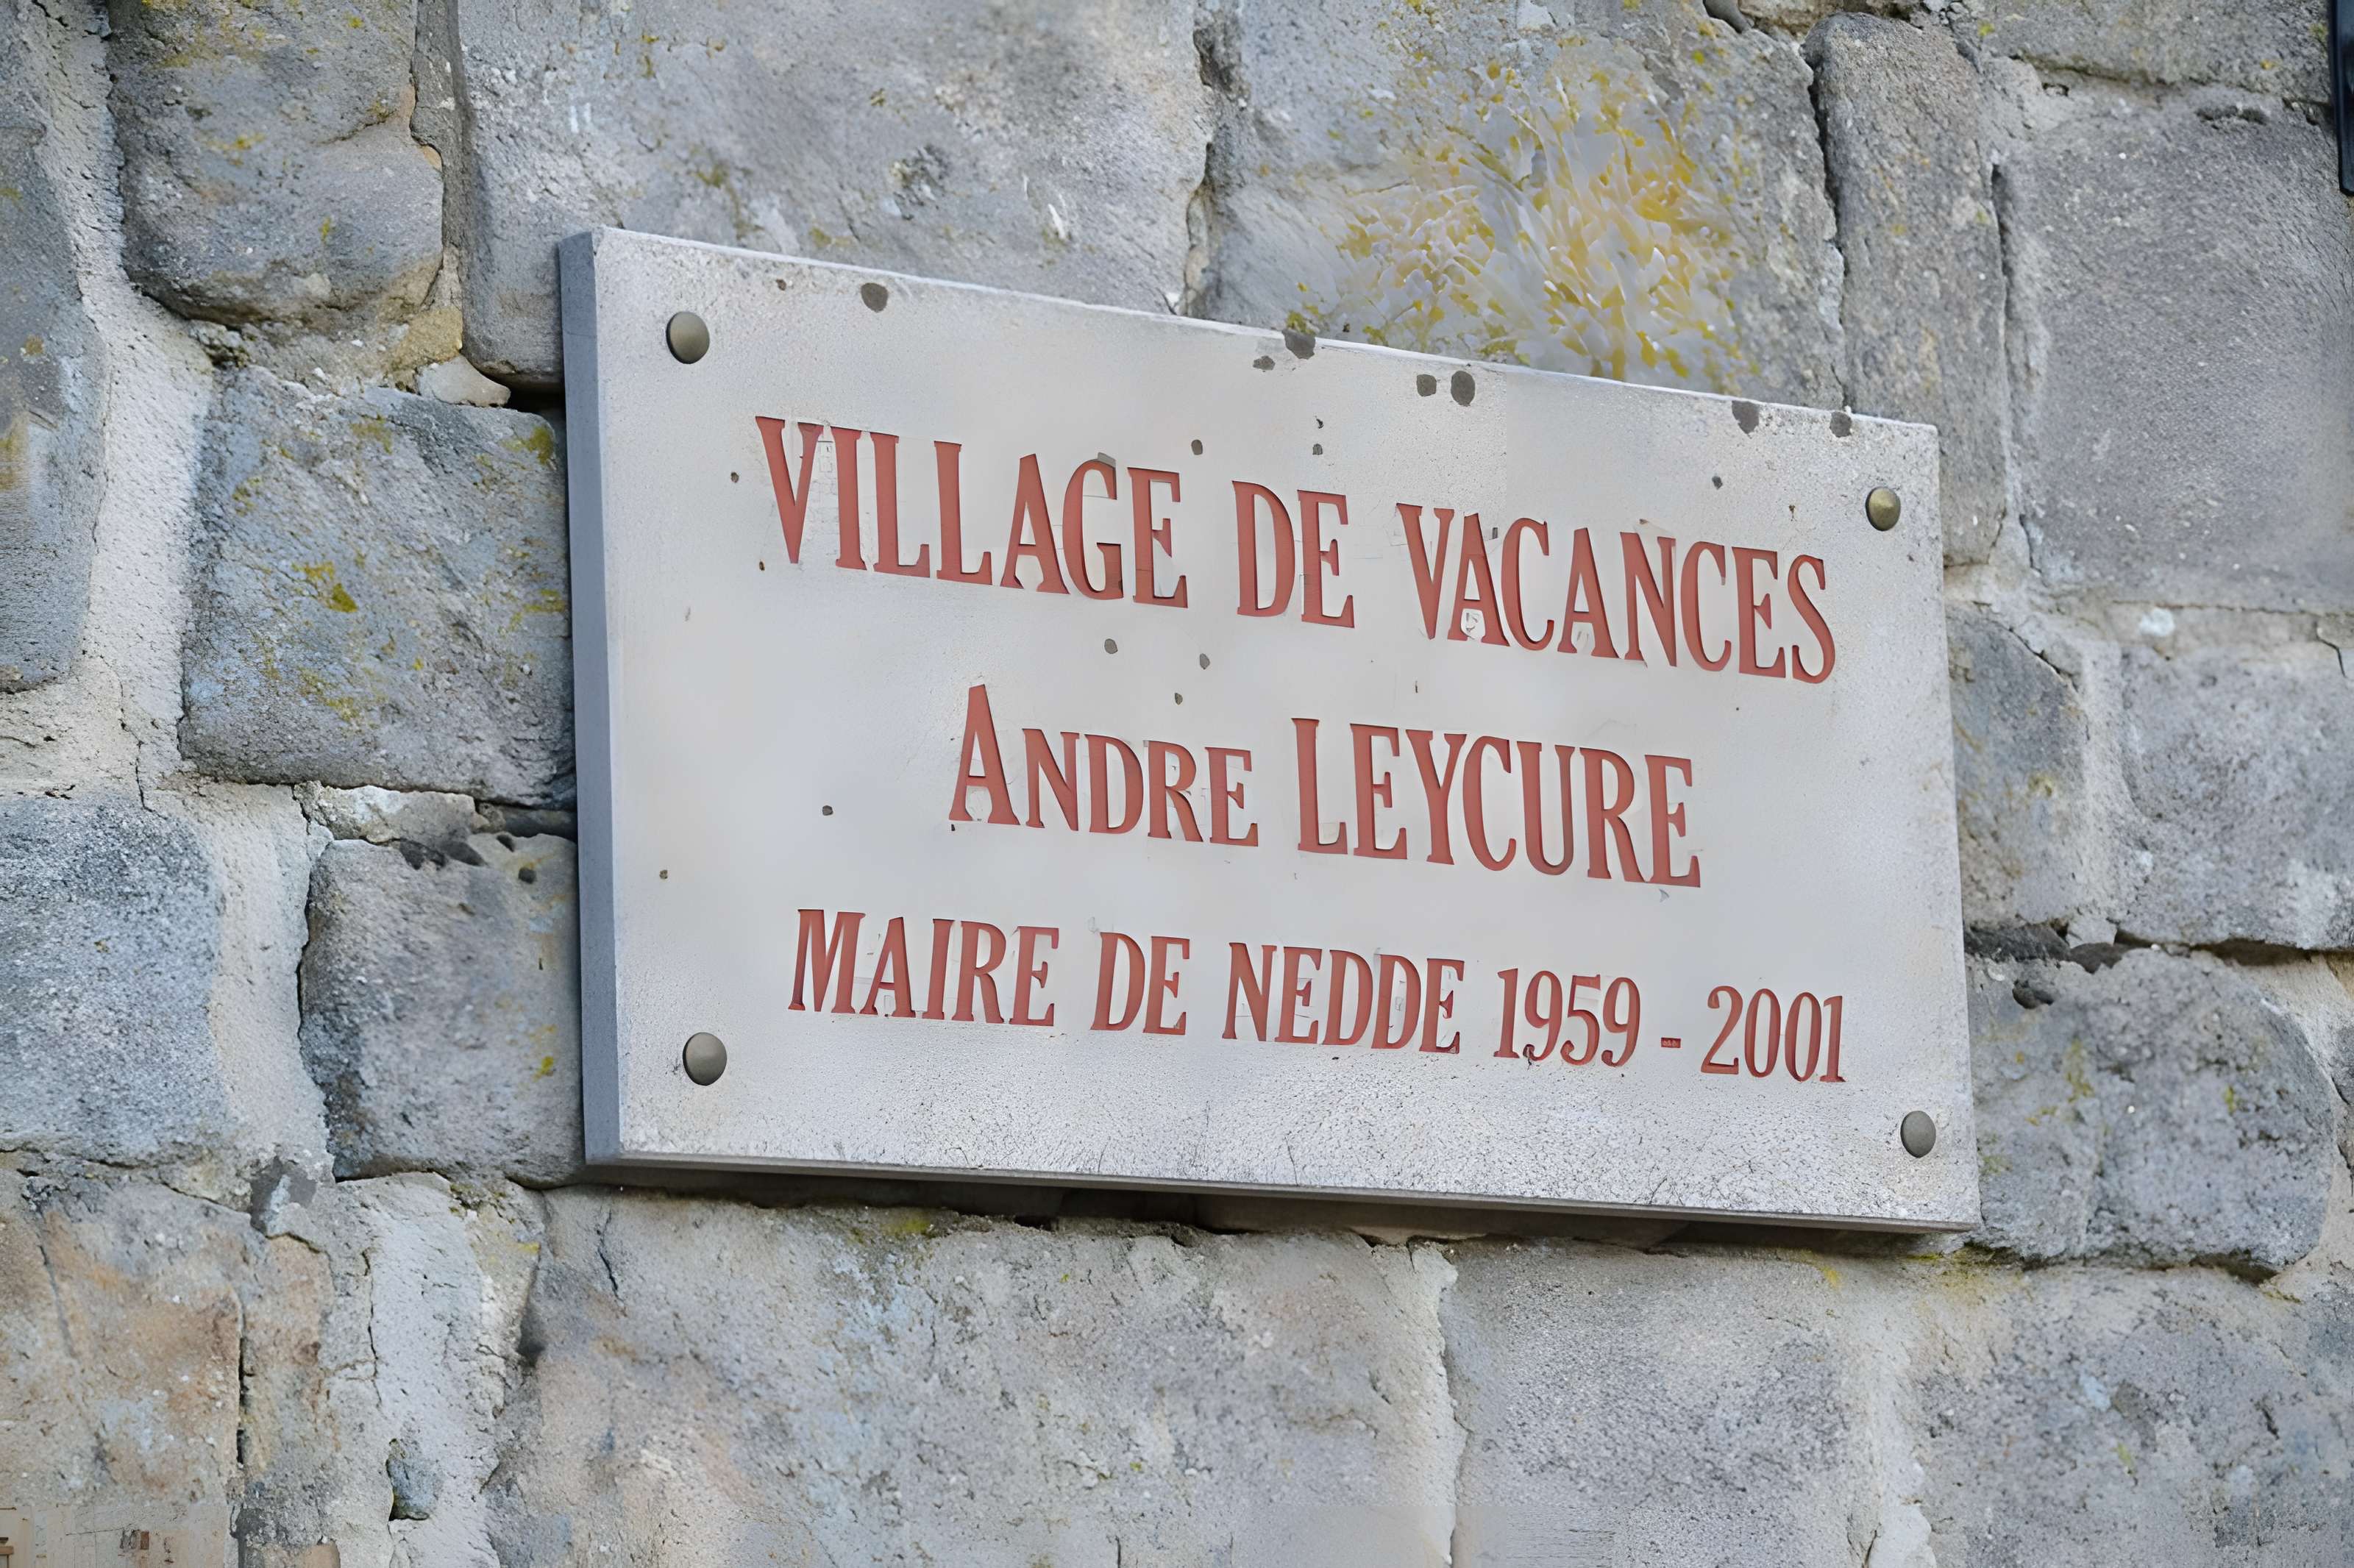 VILLAGE DE VACANCES
ANDRE LEYCURE
MAIRE DE NEDDE 1959 - 2001